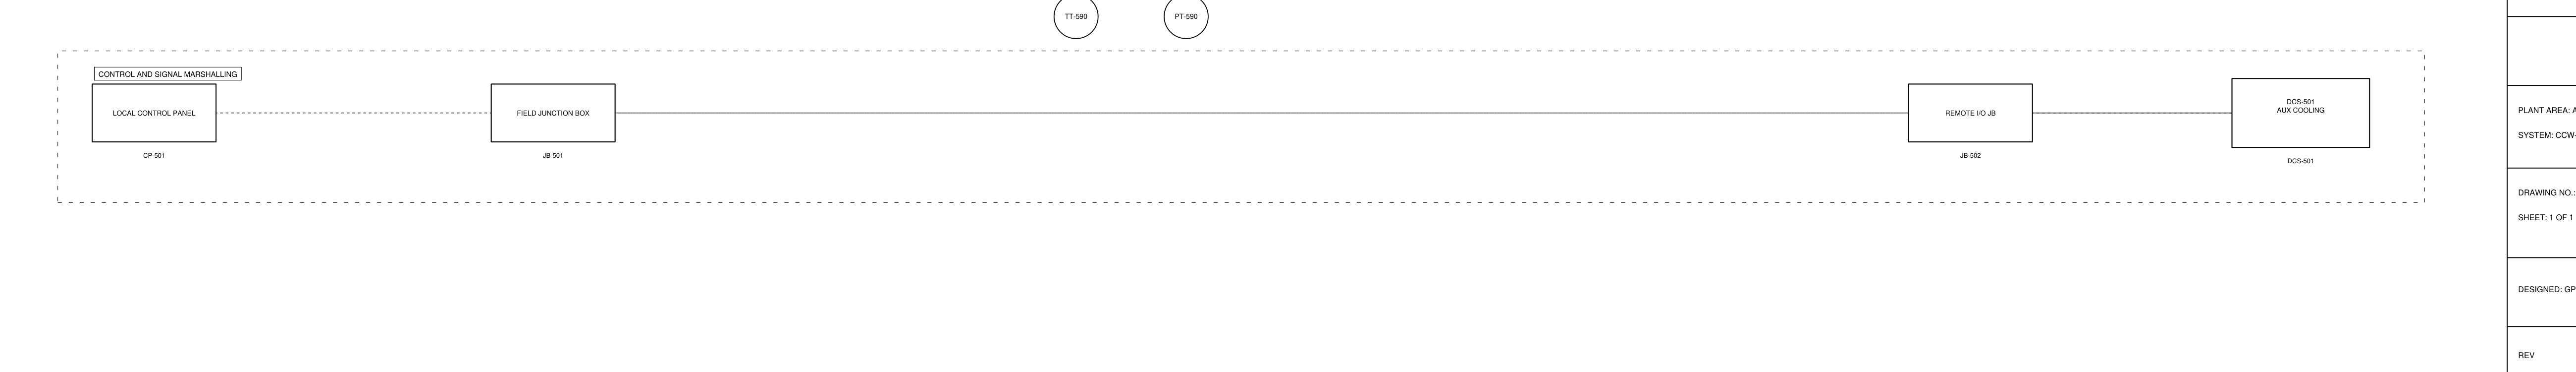 TT-590
PT-590
CONTROL AND SIGNAL MARSHALLING
LOCAL CONTROL PANEL
CP-501
FIELD JUNCTION BOX
JB-501
REMOTE I/O JB
JB-502
DCS-501
AUX COOLING
DCS-501
PLANT AREA: A
SYSTEM: CCW-
DRAWING NO.:
SHEET: 1 OF 1
DESIGNED: GP
REV